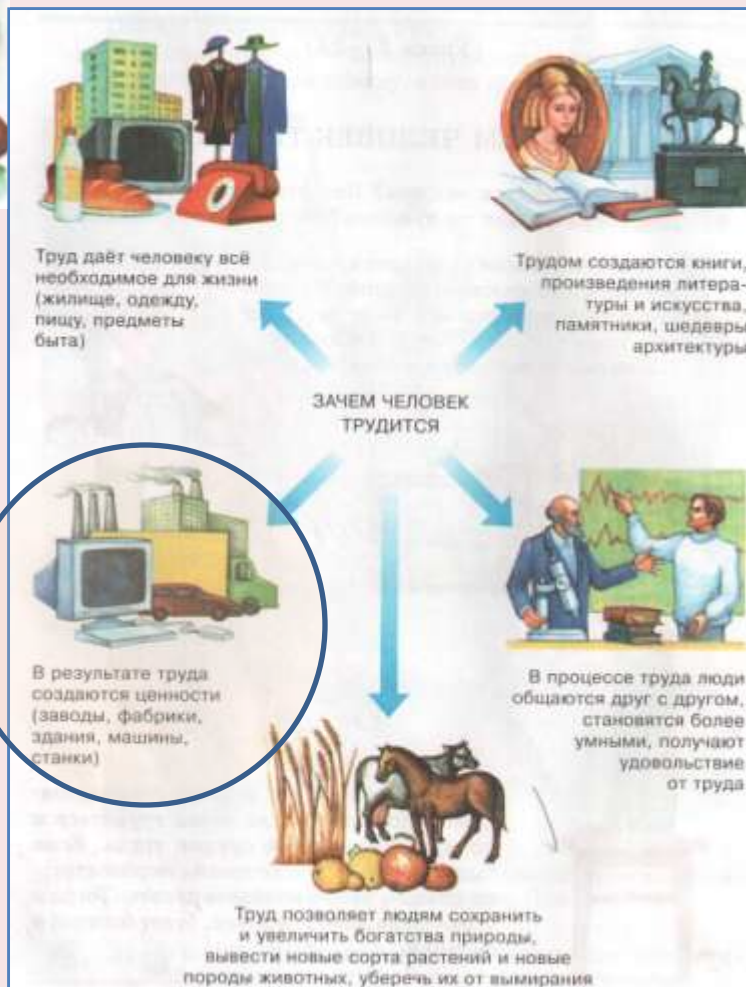 Труд даёт человеку всё
необходимое для жизни
(жилище, одежду,
пищу, предметы
быта)
Трудом создаются книги,
произведения литера-
туры и искусства,
памятники, шедевры
архитектуры
ЗАЧЕМ ЧЕЛОВЕК
ТРУДИТСЯ
В результате труда
создаются ценности
(заводы, фабрики,
здания, машины,
станки)
В процессе труда люди
общаются друг с другом,
становятся более
умными, получают
удовольствие
от труда
Труд позволяет людям сохранить
и увеличить богатства природы,
вывести новые сорта растений и новые
породы животных, уберечь их от вымирания